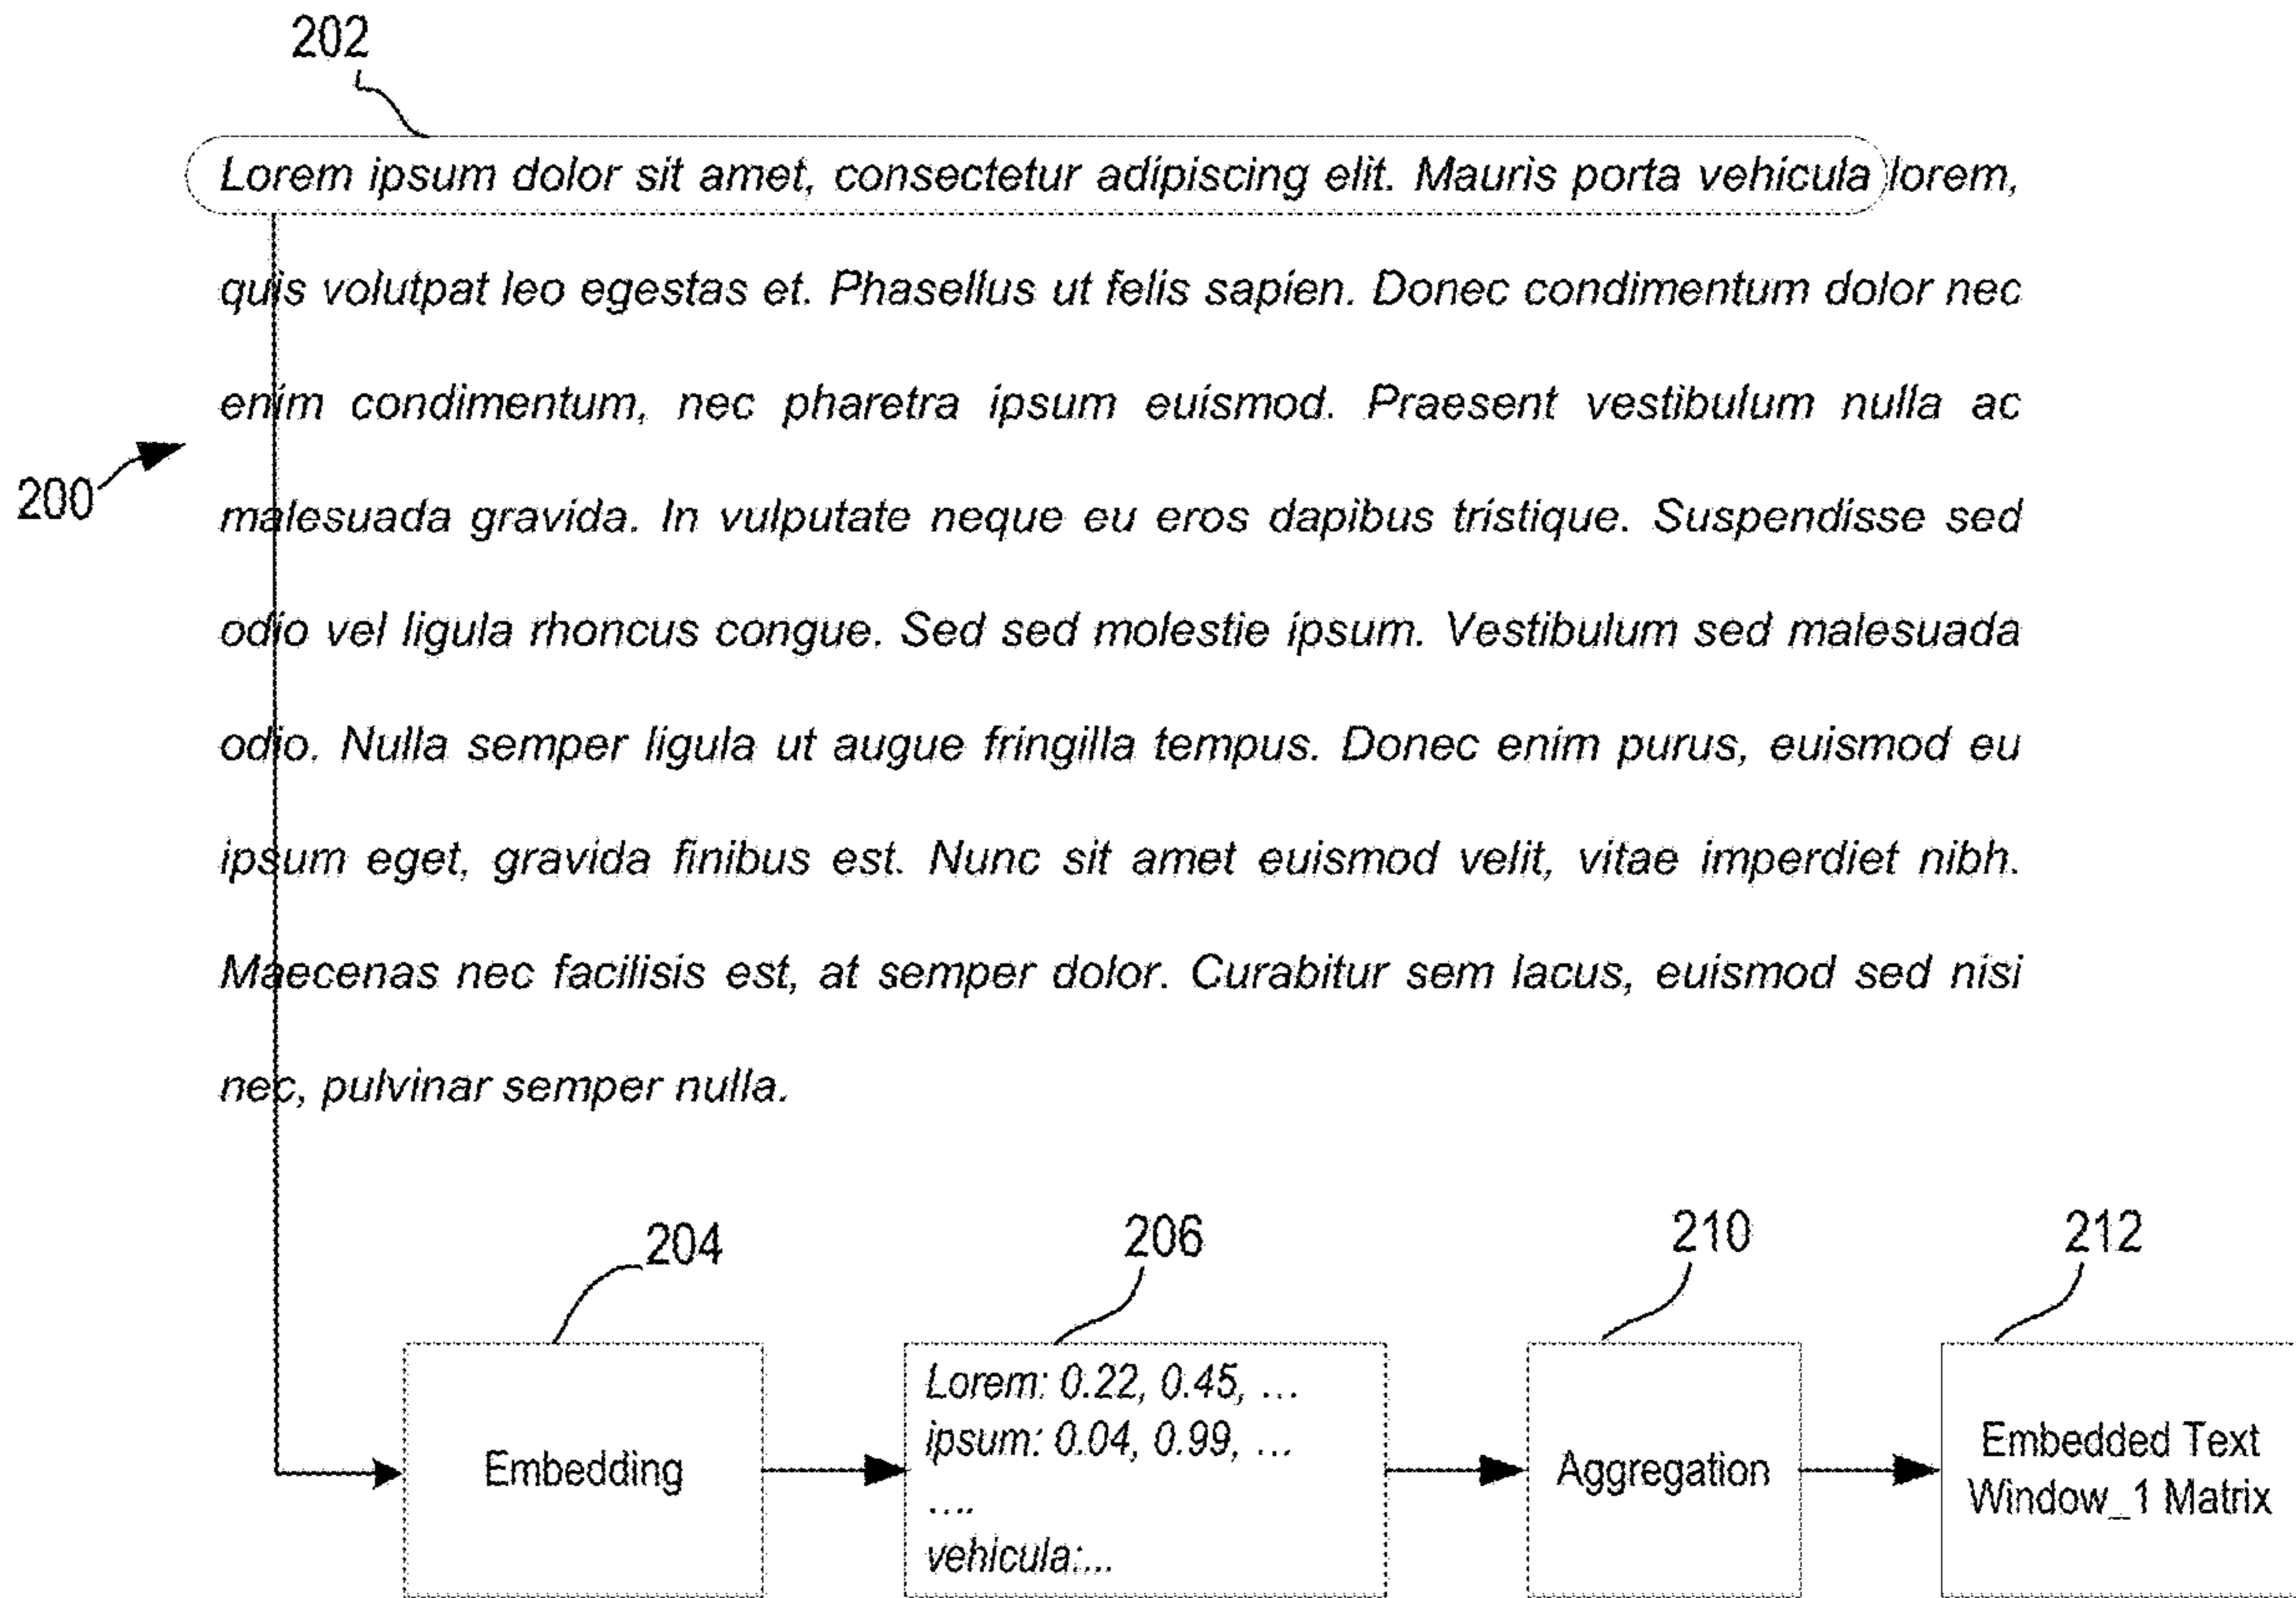 202
Lorem ipsum dolor sit amet, consectetur adipiscing elit. Mauris porta vehicula lorem,
quis volutpat leo egestas et. Phasellus ut felis sapien. Donec condimentum dolor nec
enim condimentum, nec pharetra ipsum euismod. Praesent vestibulum nulla ac
200
malesuada gravida. In vulputate neque eu eros dapibus tristique. Suspendisse sed
odio vel ligula rhoncus congue. Sed sed molestie ipsum. Vestibulum sed malesuada
odio. Nulla semper ligula ut augue fringilla tempus. Donec enim purus, euismod eu
ipsum eget, gravida finibus est. Nunc sit amet euismod velit, vitae imperdiet nibh.
Maecenas nec facilisis est, at semper dolor. Curabitur sem lacus, euismod sed nisi
nec, pulvinar semper nulla.
204
206
210
212
Embedding
Lorem: 0.22, 0.45, ...
ipsum: 0.04, 0.99, ...
....
vehicula:...
Aggregation
Embedded Text
Window_1 Matrix